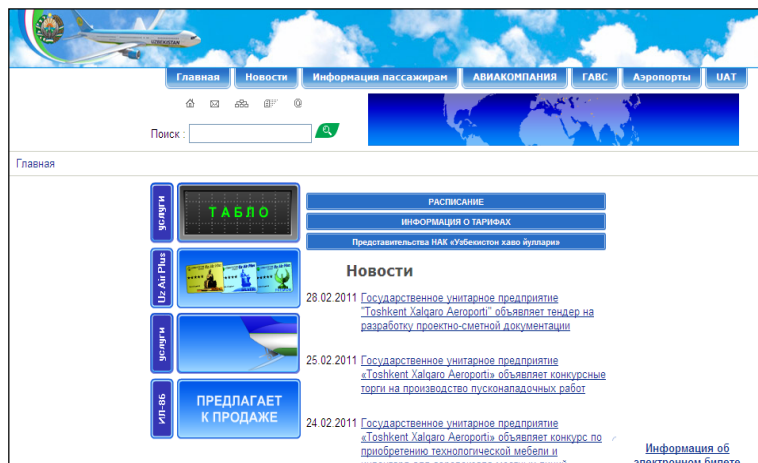 UZBEKISTAN
Главная Новости Информация пассажирам АВИАКОМПАНИЯ ГАВС Аэропорты UAT
Поиск :
Главная
услуги
ТАБЛО
РАСПИСАНИЕ
ИНФОРМАЦИЯ О ТАРИФАХ
Представительства НАК «Узбекистон хаво йуллари»
Uz Air Plus
Новости
28.02.2011 Государственное унитарное предприятие
"Toshkent Xalqaro Aeroporti" объявляет тендер на
разработку проектно-сметной документации
услуги
25.02.2011 Государственное унитарное предприятие
«Toshkent Xalqaro Aeroporti» объявляет конкурсные
торги на производство пусконаладочных работ
ИЛ-86
ПРЕДЛАГАЕТ
К ПРОДАЖЕ
24.02.2011 Государственное унитарное предприятие
«Toshkent Xalqaro Aeroporti» объявляет конкурс по
приобретению технологической мебели и
Информация об
электронном билете